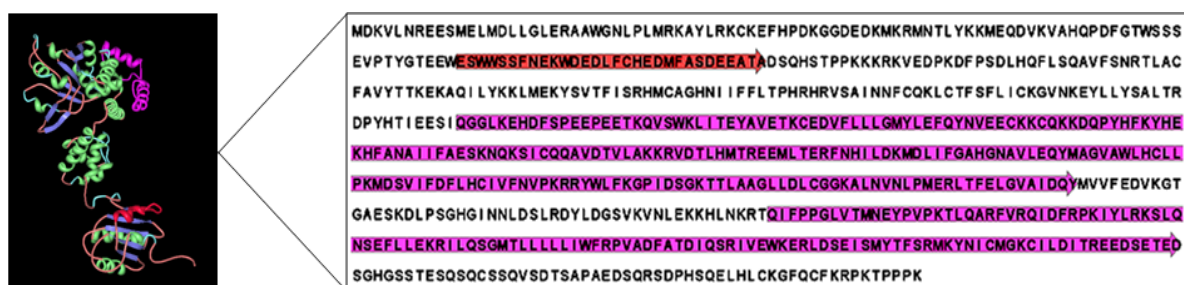 MDKVLNREESMELMDLLGLERAAWGNLPLMRKAYLRKCKEFHPDKGGDEDKMKRMNTLYKKMEQDVKVAHQPDFGTWSSS
EVPTYGTEEWESWWSSFNEKWDEDLFCHEDMFASDEEATADSQHSTPPKKKRKVEDPKDFPSDLHQFLSQAVFSNRTLAC
FAVYTTKEKAQILYKKLMEKYSVTFISRHMCAGHNIIFFLTPHRHRVSAINNFCQKLCTFSFLICKGVNKEYLLYSALTR
DPYHTIEESIQGGLKEHDFSPEEPEETKQVSWKLITEYAVETKCEDVFLLLGMYLEFQYNVEECKKCQKKDQPYHFKYHE
KHFANAIIFAESKNQKSICQQAVDTVLAKKRVDTLHMTREEMLTERFNHILDKMDLIFGAHGNAVLEQYMAGVAWLHCLL
PKMDSVIFDFLHCIVFNVPKRRYWLFKGPIDSGKTTLAAGLLDLCGGKALNVNLPMERLTFELGVAIDQYMVVFEDVKGT
GAESKDLPSGHGINNLDSLRDYLDGSVKVNLEKKHLNKRTQIFPPGLVTMNEYPVPKTLQARFVRQIDFRPKIYLRKSLQ
NSEFLLEKRILQSGMTLLLLLIWFRPVADFATDIQSRIVEWKERLDSEISMYTFSRMKYNICMGKCILDITREEDSETED
SGHGSSTESQSQCSSQVSDTSAPAEDSQRSDPHSQELHLCKGFQCFKRPKTPPPK